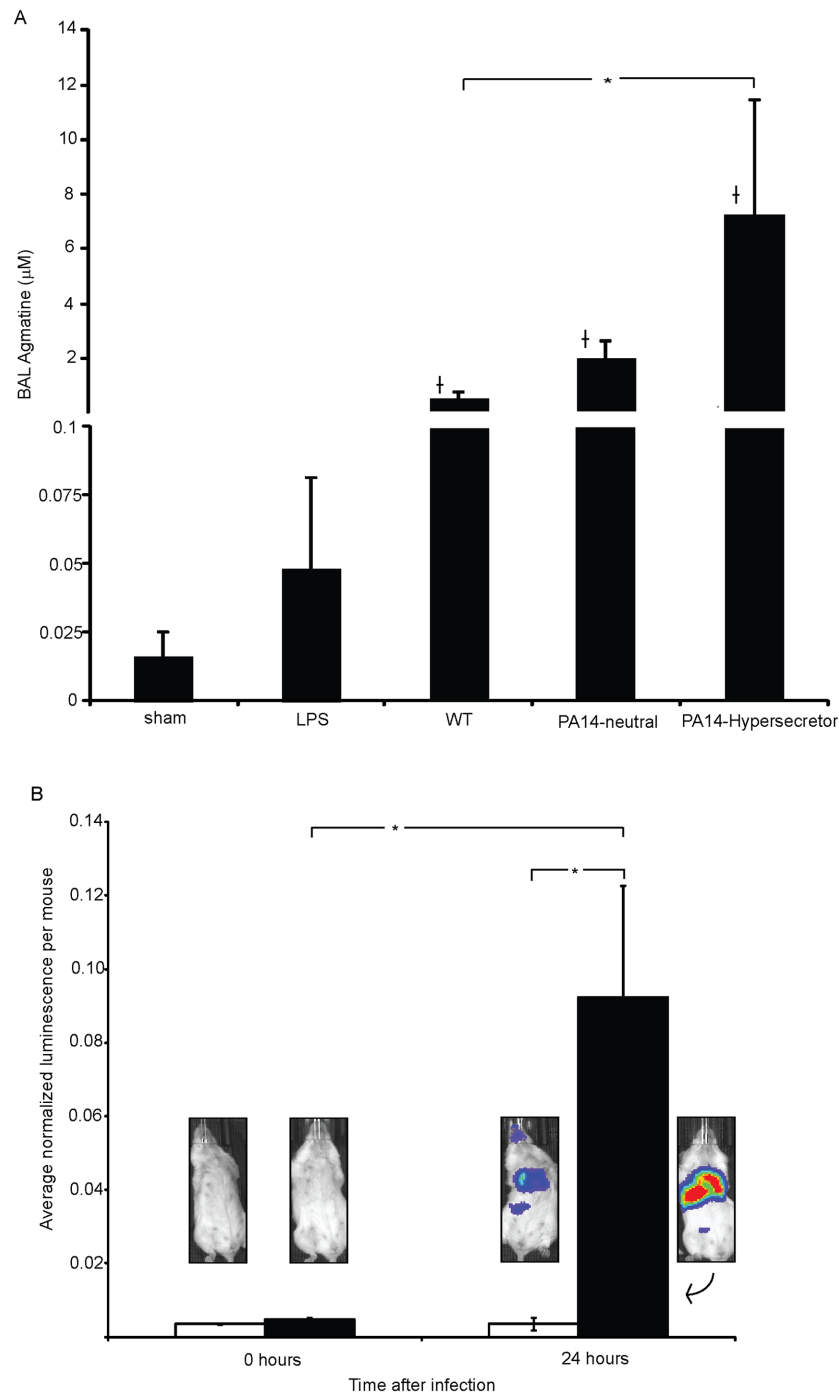 A
14
12
10
8
6
4
2
0.1
0.075
0.05
0.025
0
BAL Agmatine (μM)
*
ǂ
ǂ
ǂ
sham LPS WT PA14-neutral PA14-Hypersecretor
B
0.14
0.12
0.10
0.08
0.06
0.04
0.02
Average normalized luminescence per mouse
*
*
0 hours 24 hours
Time after infection